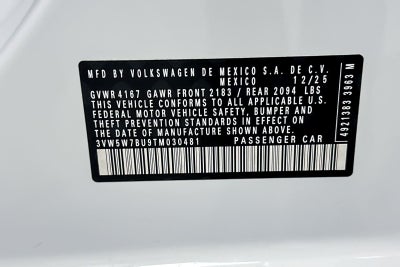 MFD BY VOLKSWAGEN DE MEXICO S.A. DE C.V.
MEXICO 12/25
GVWR 4167 GAWR FRONT 2183 / REAR 2094 LBS
THIS VEHICLE CONFORMS TO ALL APPLICABLE U.S.
FEDERAL MOTOR VEHICLE SAFETY, BUMPER AND
THEFT PREVENTION STANDARDS IN EFFECT ON
THE DATE OF MANUFACTURE SHOWN ABOVE
3VW5W7BU9TM030481 PASSENGER CAR
4921383 3963 M